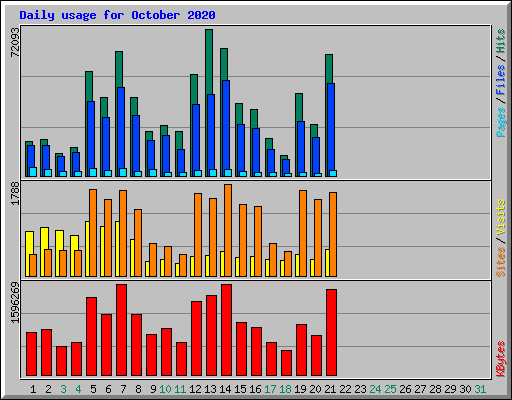 Daily usage for October 2020
72093
Pages / Files / Hits
1788
Sites / Visits
1596269
KBytes
1 2 3 4 5 6 7 8 9 10 11 12 13 14 15 16 17 18 19 20 21 22 23 24 25 26 27 28 29 30 31